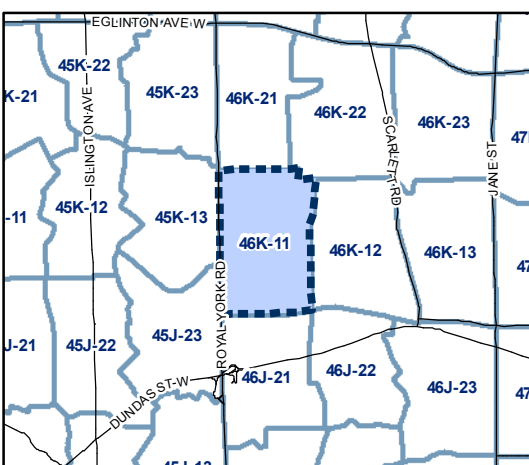 EGLINTON AVE W
45K-22
K-21
45K-23
46K-21
46K-22
46K-23
47
ISLINGTON AVE
SCARLETT RD
JANE ST
-11
45K-12
45K-13
46K-11
46K-12
46K-13
47
ROYAL YORK RD
J-21
45J-22
45J-23
46J-21
46J-22
46J-23
47
DUNDAS ST W